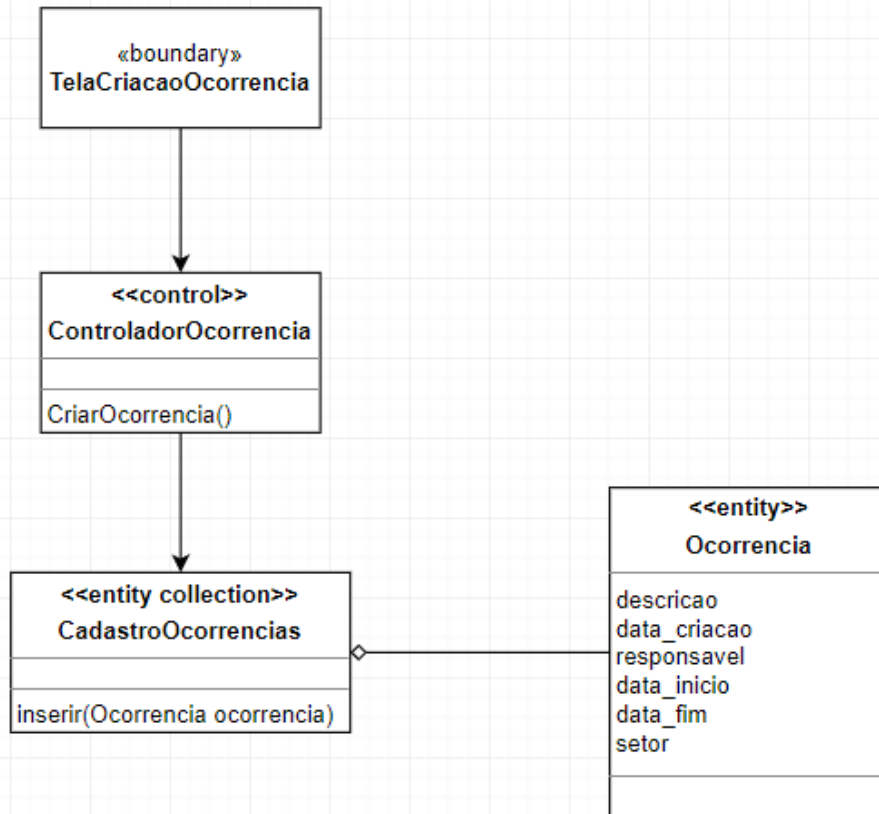 «boundary»
TelaCriacaoOcorrencia
<<control>>
ControladorOcorrencia
CriarOcorrencia()
<<entity collection>>
CadastroOcorrencias
inserir(Ocorrencia ocorrencia)
<<entity>>
Ocorrencia
descricao
data_criacao
responsavel
data_inicio
data_fim
setor